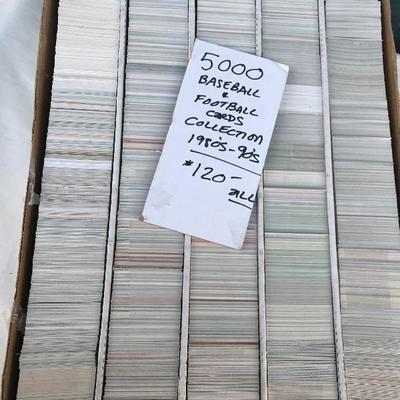 5000
BASEBALL
&
FOOTBALL
CARDS
COLLECTION
1980's-90's
$120-
ALL